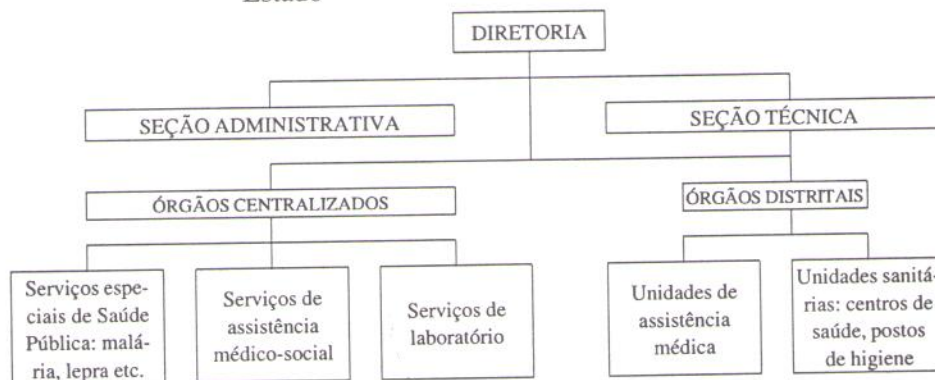 Estado
DIRETORIA
SEÇÃO ADMINISTRATIVA
SEÇÃO TÉCNICA
ÓRGÃOS CENTRALIZADOS
ÓRGÃOS DISTRITAIS
Serviços espe-
ciais de Saúde
Pública: malá-
ria, lepra etc.
Serviços de
assistência
médico-social
Serviços de
laboratório
Unidades de
assistência
médica
Unidades sanitá-
rias: centros de
saúde, postos
de higiene